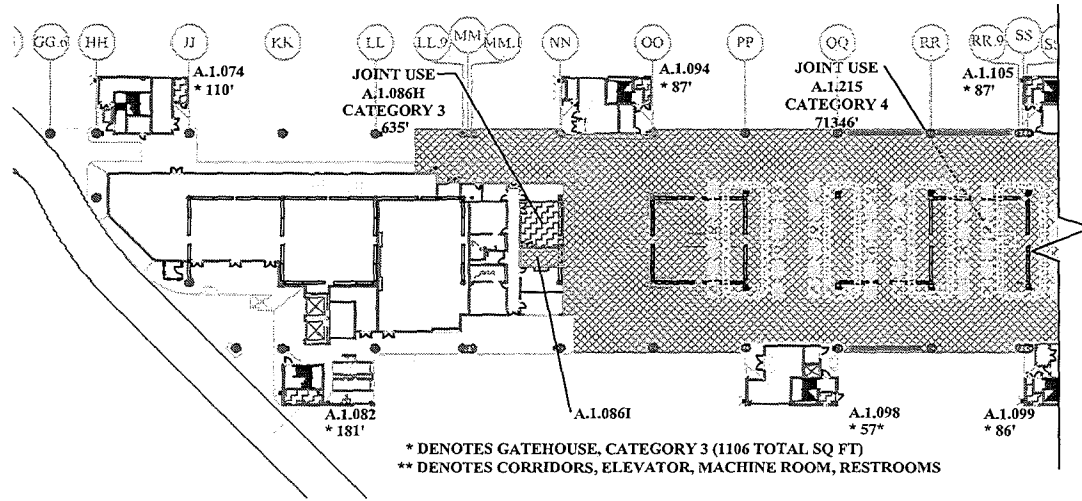 GG.6 HH JJ KK LL LL.9 MM MM.1 NN OO PP QQ RR RR.9 SS
A.1.074
* 110'
JOINT USE
A.1.086H
CATEGORY 3
635'
A.1.094
* 87'
JOINT USE
A.1.215
CATEGORY 4
71346'
A.1.105
* 87'
A.1.082
* 181'
A.1.086I
A.1.098
* 57*
A.1.099
* 86'
* DENOTES GATEHOUSE, CATEGORY 3 (1106 TOTAL SQ FT)
** DENOTES CORRIDORS, ELEVATOR, MACHINE ROOM, RESTROOMS